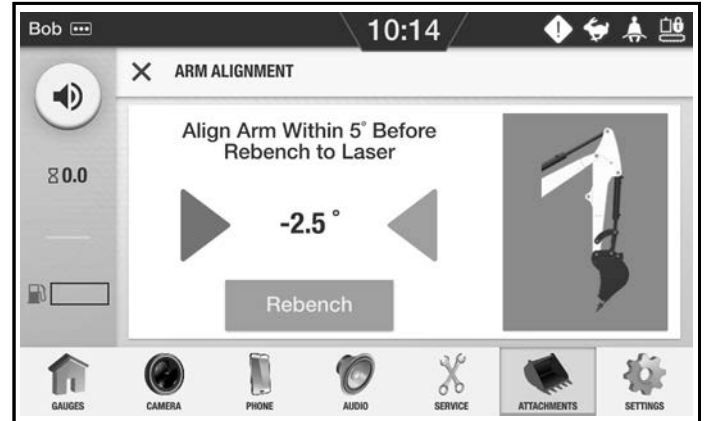 Bob
10:14
ARM ALIGNMENT
Align Arm Within 5° Before
Rebench to Laser
0.0
-2.5 °
Rebench
GAUGES
CAMERA
PHONE
AUDIO
SERVICE
ATTACHMENTS
SETTINGS